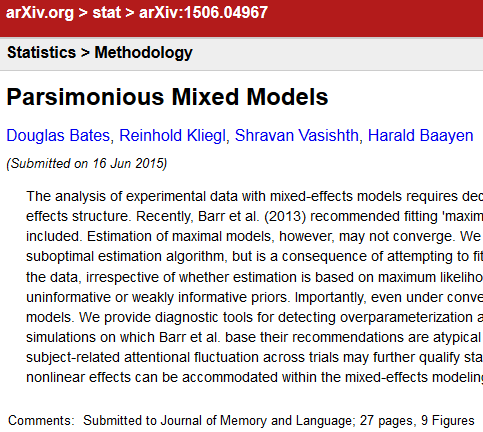 arXiv.org > stat > arXiv:1506.04967
Statistics > Methodology
Parsimonious Mixed Models
Douglas Bates, Reinhold Kliegl, Shravan Vasishth, Harald Baayen
(Submitted on 16 Jun 2015)
The analysis of experimental data with mixed-effects models requires dec
effects structure. Recently, Barr et al. (2013) recommended fitting 'maxim
included. Estimation of maximal models, however, may not converge. We
suboptimal estimation algorithm, but is a consequence of attempting to fit
the data, irrespective of whether estimation is based on maximum likeliho
uninformative or weakly informative priors. Importantly, even under conve
models. We provide diagnostic tools for detecting overparameterization a
simulations on which Barr et al. base their recommendations are atypical
subject-related attentional fluctuation across trials may further qualify sta
nonlinear effects can be accommodated within the mixed-effects modeling
Comments: Submitted to Journal of Memory and Language; 27 pages, 9 Figures